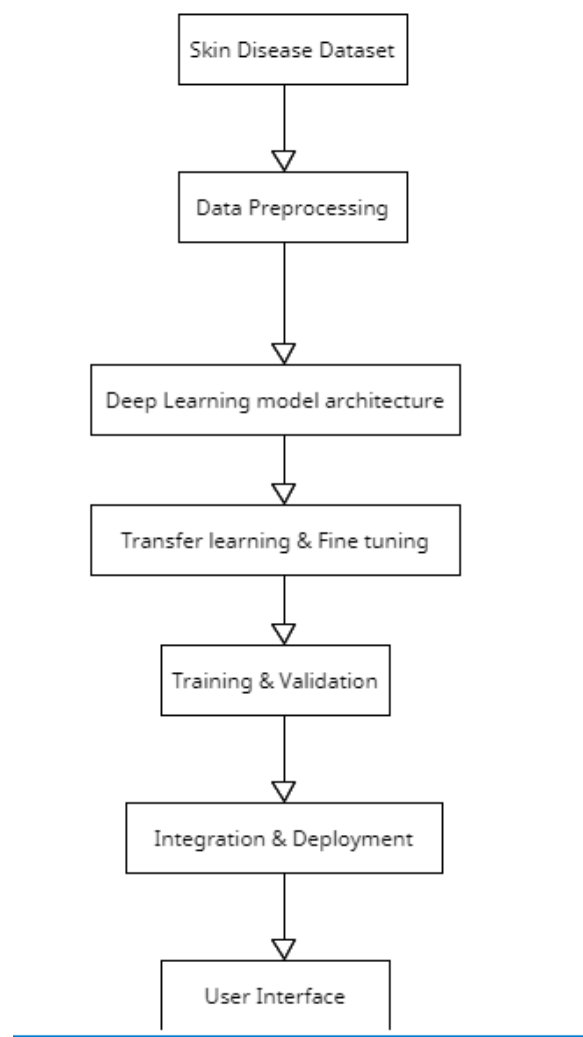 Skin Disease Dataset
Data Preprocessing
Deep Learning model architecture
Transfer learning & Fine tuning
Training & Validation
Integration & Deployment
User Interface